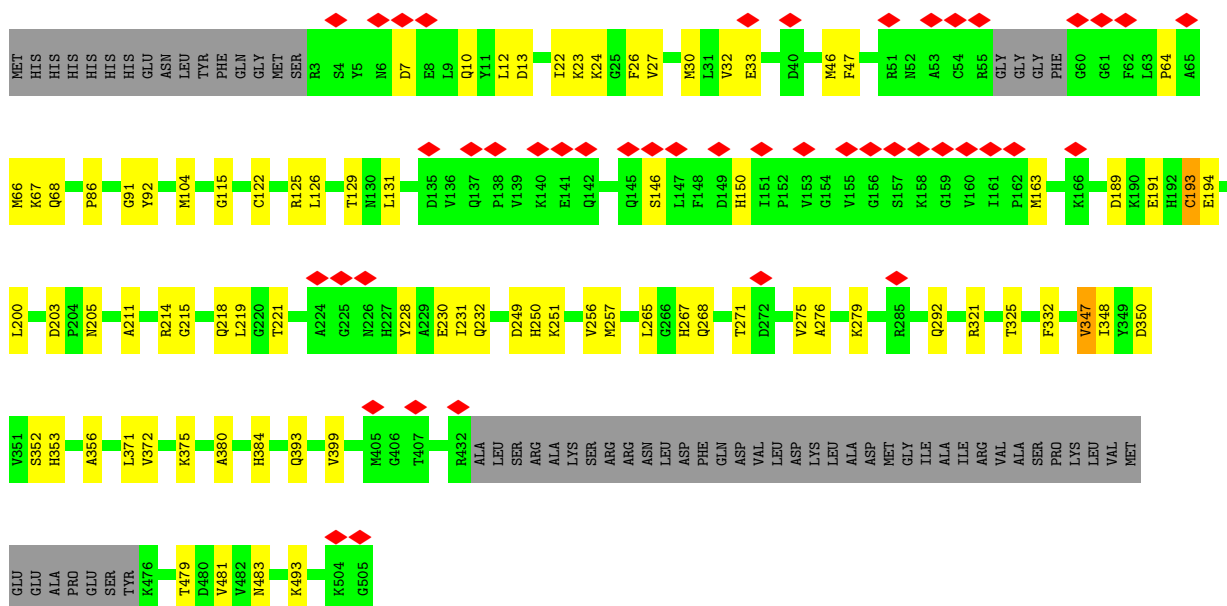 MET HIS HIS HIS HIS HIS HIS GLU ASN LEU TYR PHE GLN GLY MET SER R3 S4 Y5 N6 D7 E8 L9 Q10 Y11 L12 D13 I22 K23 K24 G25 F26 V27 M30 L31 V32 E33 D40 M46 F47 R51 N52 A53 C54 R55 GLY GLY GLY PHE G60 G61 F62 L63 P64 A65
M66 K67 Q68 P86 G91 Y92 M104 G115 C122 R125 L126 T129 N130 L131 D135 V136 Q137 P138 V139 K140 E141 Q142 Q145 S146 L147 F148 D149 H150 I151 P152 V153 G154 V155 G156 S157 K158 G159 V160 I161 P162 M163 K166 D189 K190 E191 H192 C193 E194
L200 D203 P204 N205 A211 R214 G215 Q218 L219 G220 T221 A224 G225 N226 H227 Y228 A229 E230 I231 Q232 D249 H250 K251 V256 M257 L265 G266 H267 Q268 T271 D272 V275 A276 K279 R285 Q292 R321 T325 F332 V347 I348 Y349 D350
V351 S352 H353 A356 L371 V372 K375 A380 H384 Q393 V399 M405 G406 T407 R432 ALA LEU SER ARG ALA LYS SER ARG ARG ASN LEU ASP PHE GLN ASP VAL LEU ASP LYS LEU ALA ASP MET GLY ILE ALA ILE ARG VAL ALA SER PRO LYS LEU VAL MET
GLU GLU ALA PRO GLU SER TYR K476 T479 D480 V481 V482 N483 K493 K504 G505